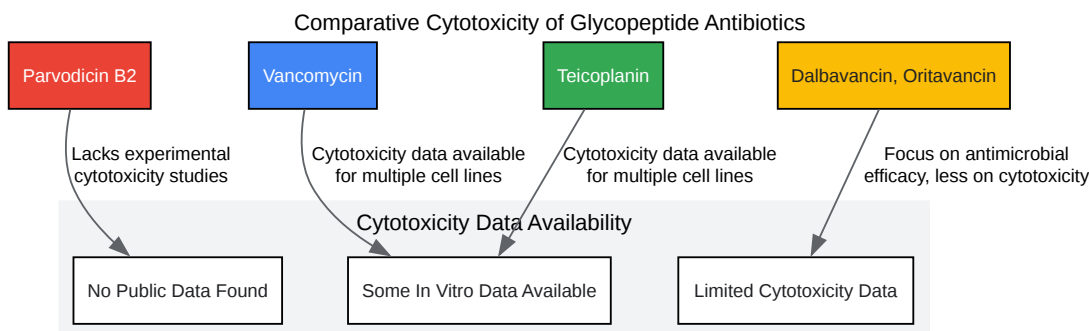 Comparative Cytotoxicity of Glycopeptide Antibiotics
Parvodicin B2
Vancomycin
Teicoplanin
Dalbavancin, Oritavancin
Lacks experimental
cytotoxicity studies
Cytotoxicity data available
for multiple cell lines
Cytotoxicity data available
for multiple cell lines
Focus on antimicrobial
efficacy, less on cytotoxicity
Cytotoxicity Data Availability
No Public Data Found
Some In Vitro Data Available
Limited Cytotoxicity Data